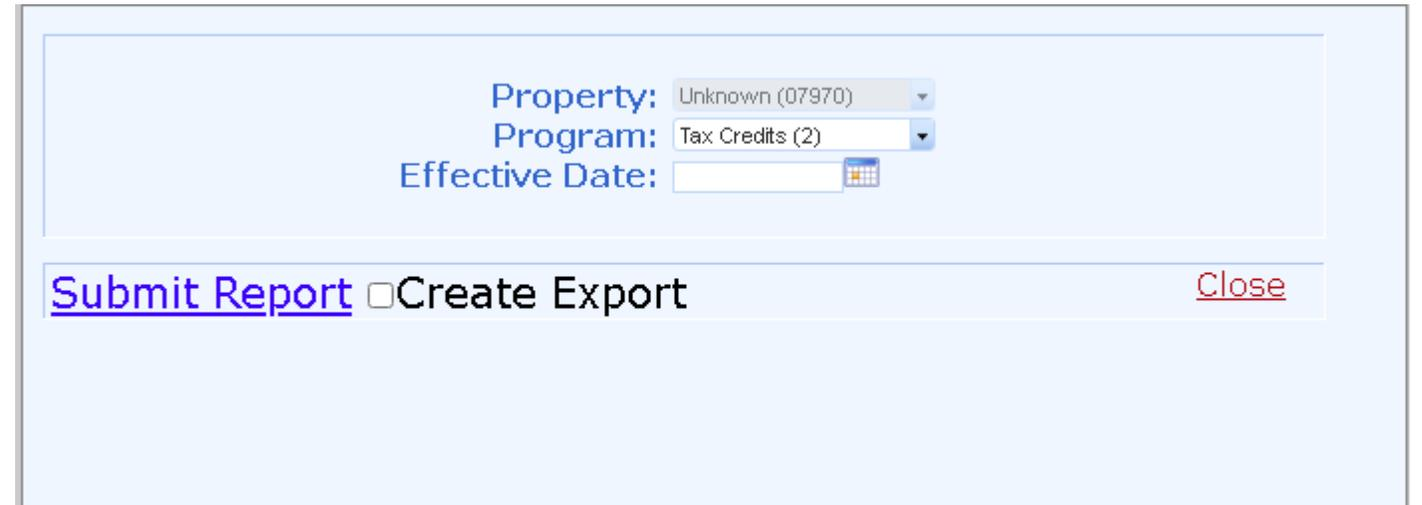 Property: Unknown (07970)
Program: Tax Credits (2)
Effective Date:
Submit Report Create Export Close